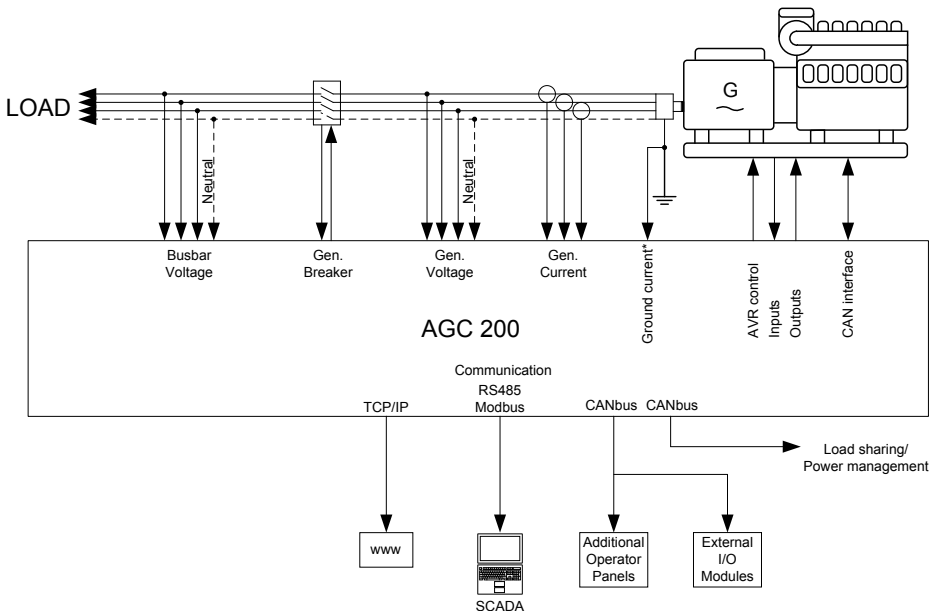 G
LOAD
Neutral
Neutral
Busbar
Voltage
Gen.
Breaker
Gen.
Voltage
Gen.
Current
Ground current*
AVR control
Inputs
Outputs
CAN interface
AGC 200
Communication
RS485
Modbus
TCP/IP
CANbus
CANbus
Load sharing/
Power management
www
SCADA
Additional
Operator
Panels
External
I/O
Modules